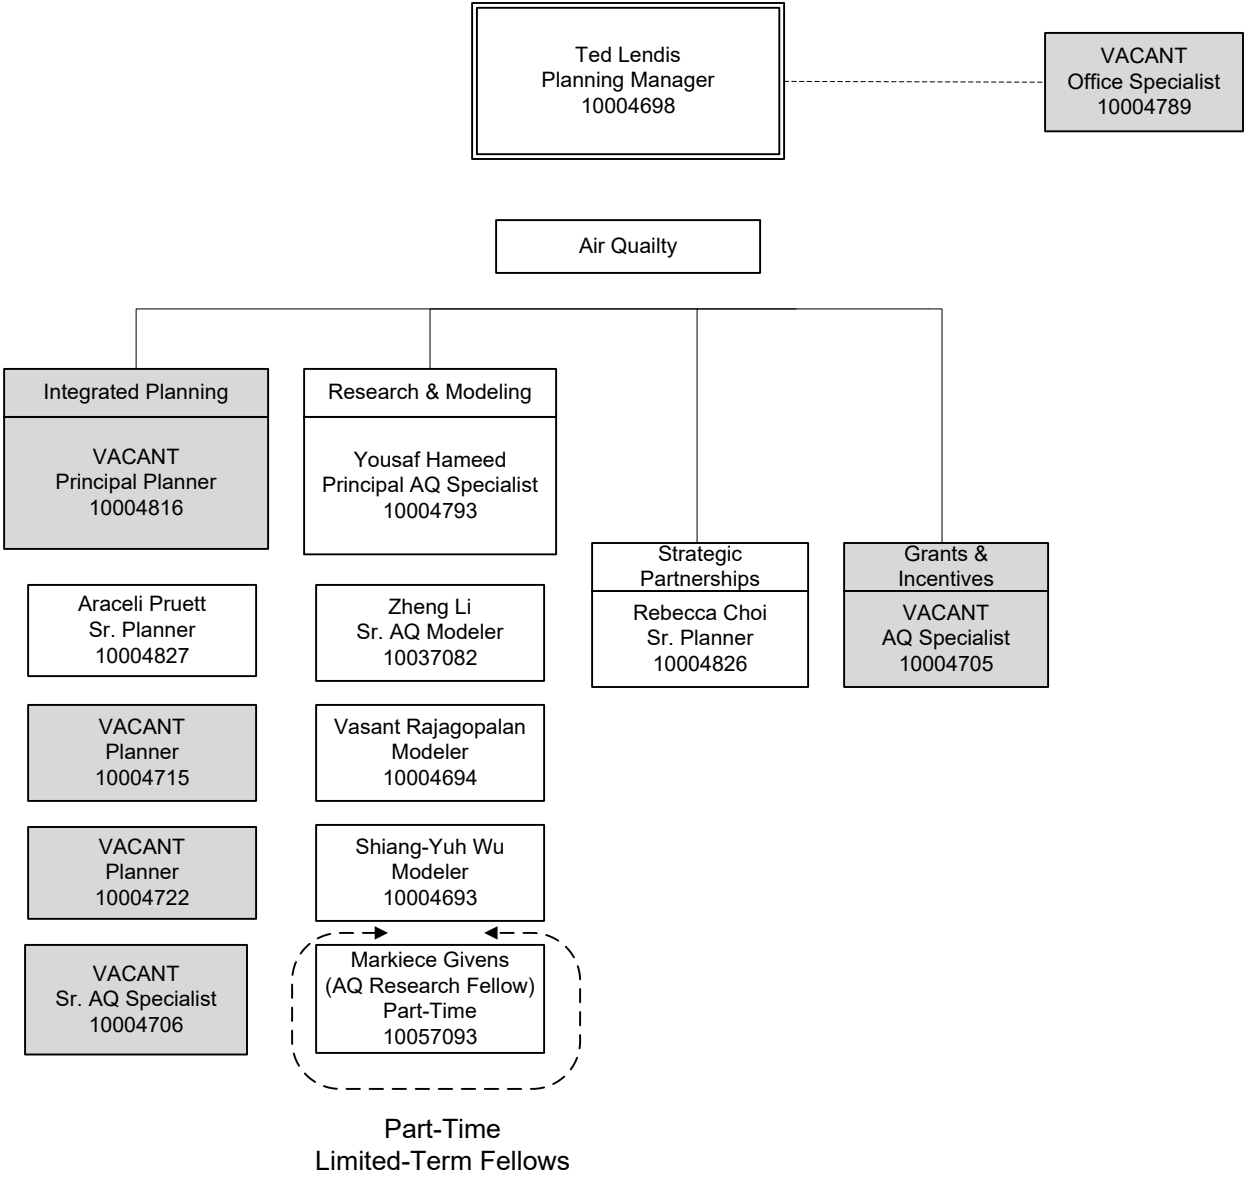 Ted Lendis
Planning Manager
10004698
VACANT
Office Specialist
10004789
Air Quailty
Integrated Planning
VACANT
Principal Planner
10004816
Research & Modeling
Yousaf Hameed
Principal AQ Specialist
10004793
Strategic
Partnerships
Rebecca Choi
Sr. Planner
10004826
Grants &
Incentives
VACANT
AQ Specialist
10004705
Araceli Pruett
Sr. Planner
10004827
VACANT
Planner
10004715
VACANT
Planner
10004722
VACANT
Sr. AQ Specialist
10004706
Zheng Li
Sr. AQ Modeler
10037082
Vasant Rajagopalan
Modeler
10004694
Shiang-Yuh Wu
Modeler
10004693
Markiece Givens
(AQ Research Fellow)
Part-Time
10057093
Part-Time
Limited-Term Fellows